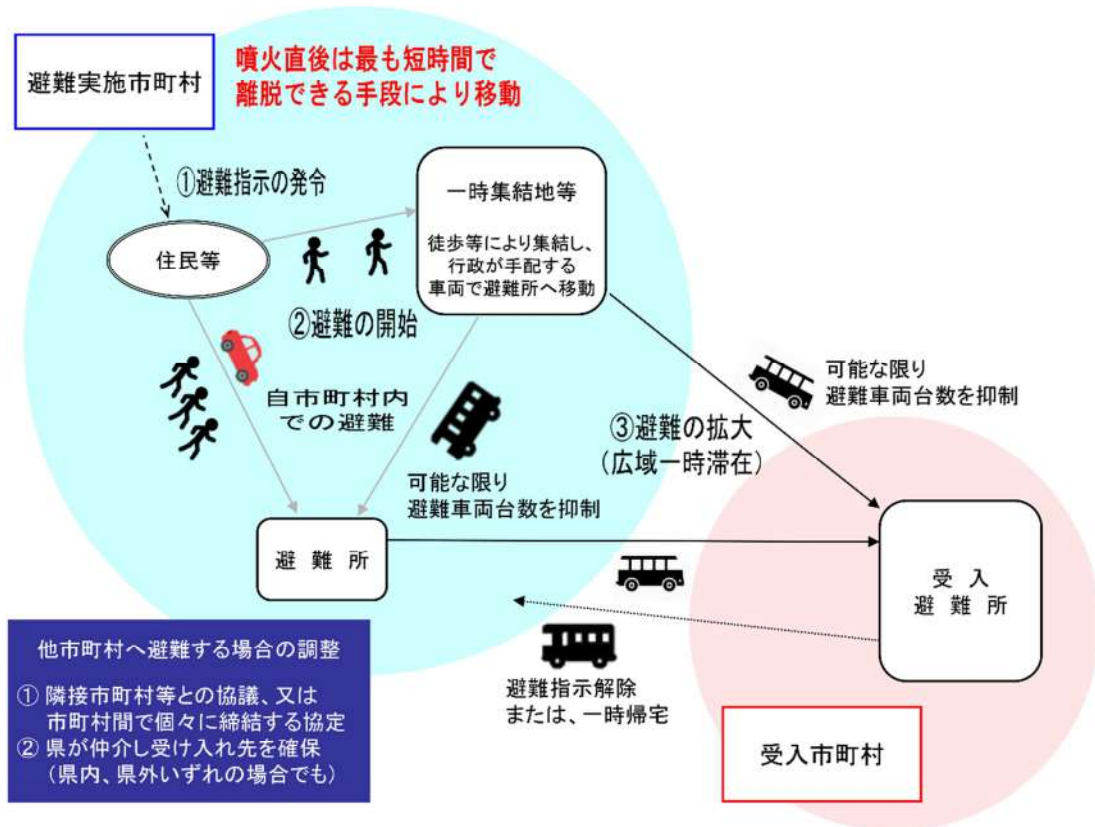 避難実施市町村
噴火直後は最も短時間で
離脱できる手段により移動
①避難指示の発令
住民等
一時集結地等
徒歩等により集結し、
行政が手配する
車両で避難所へ移動
②避難の開始
自市町村内
での避難
可能な限り
避難車両台数を抑制
③避難の拡大
（広域一時滞在）
可能な限り
避難車両台数を抑制
避難所
受入
避難所
避難指示解除
または、一時帰宅
他市町村へ避難する場合の調整
① 隣接市町村等との協議、又は
市町村間で個々に締結する協定
② 県が仲介し受け入れ先を確保
（県内、県外いずれの場合でも）
受入市町村